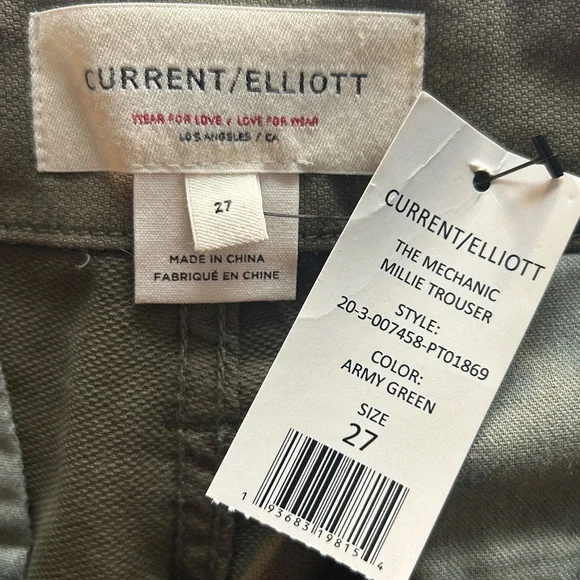 CURRENT/ELLIOTT
WEAR FOR LOVE / LOVE FOR WEAR
LOS ANGELES / CA
27
MADE IN CHINA
FABRIQUÉ EN CHINE
CURRENT/ELLIOTT
THE MECHANIC
MILLIE TROUSER
STYLE:
20-3-007458-PT01869
COLOR:
ARMY GREEN
SIZE
27
1 93683 19815 4